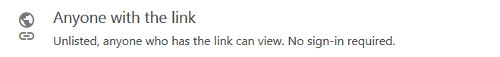 Anyone with the link
Unlisted, anyone who has the link can view. No sign-in required.